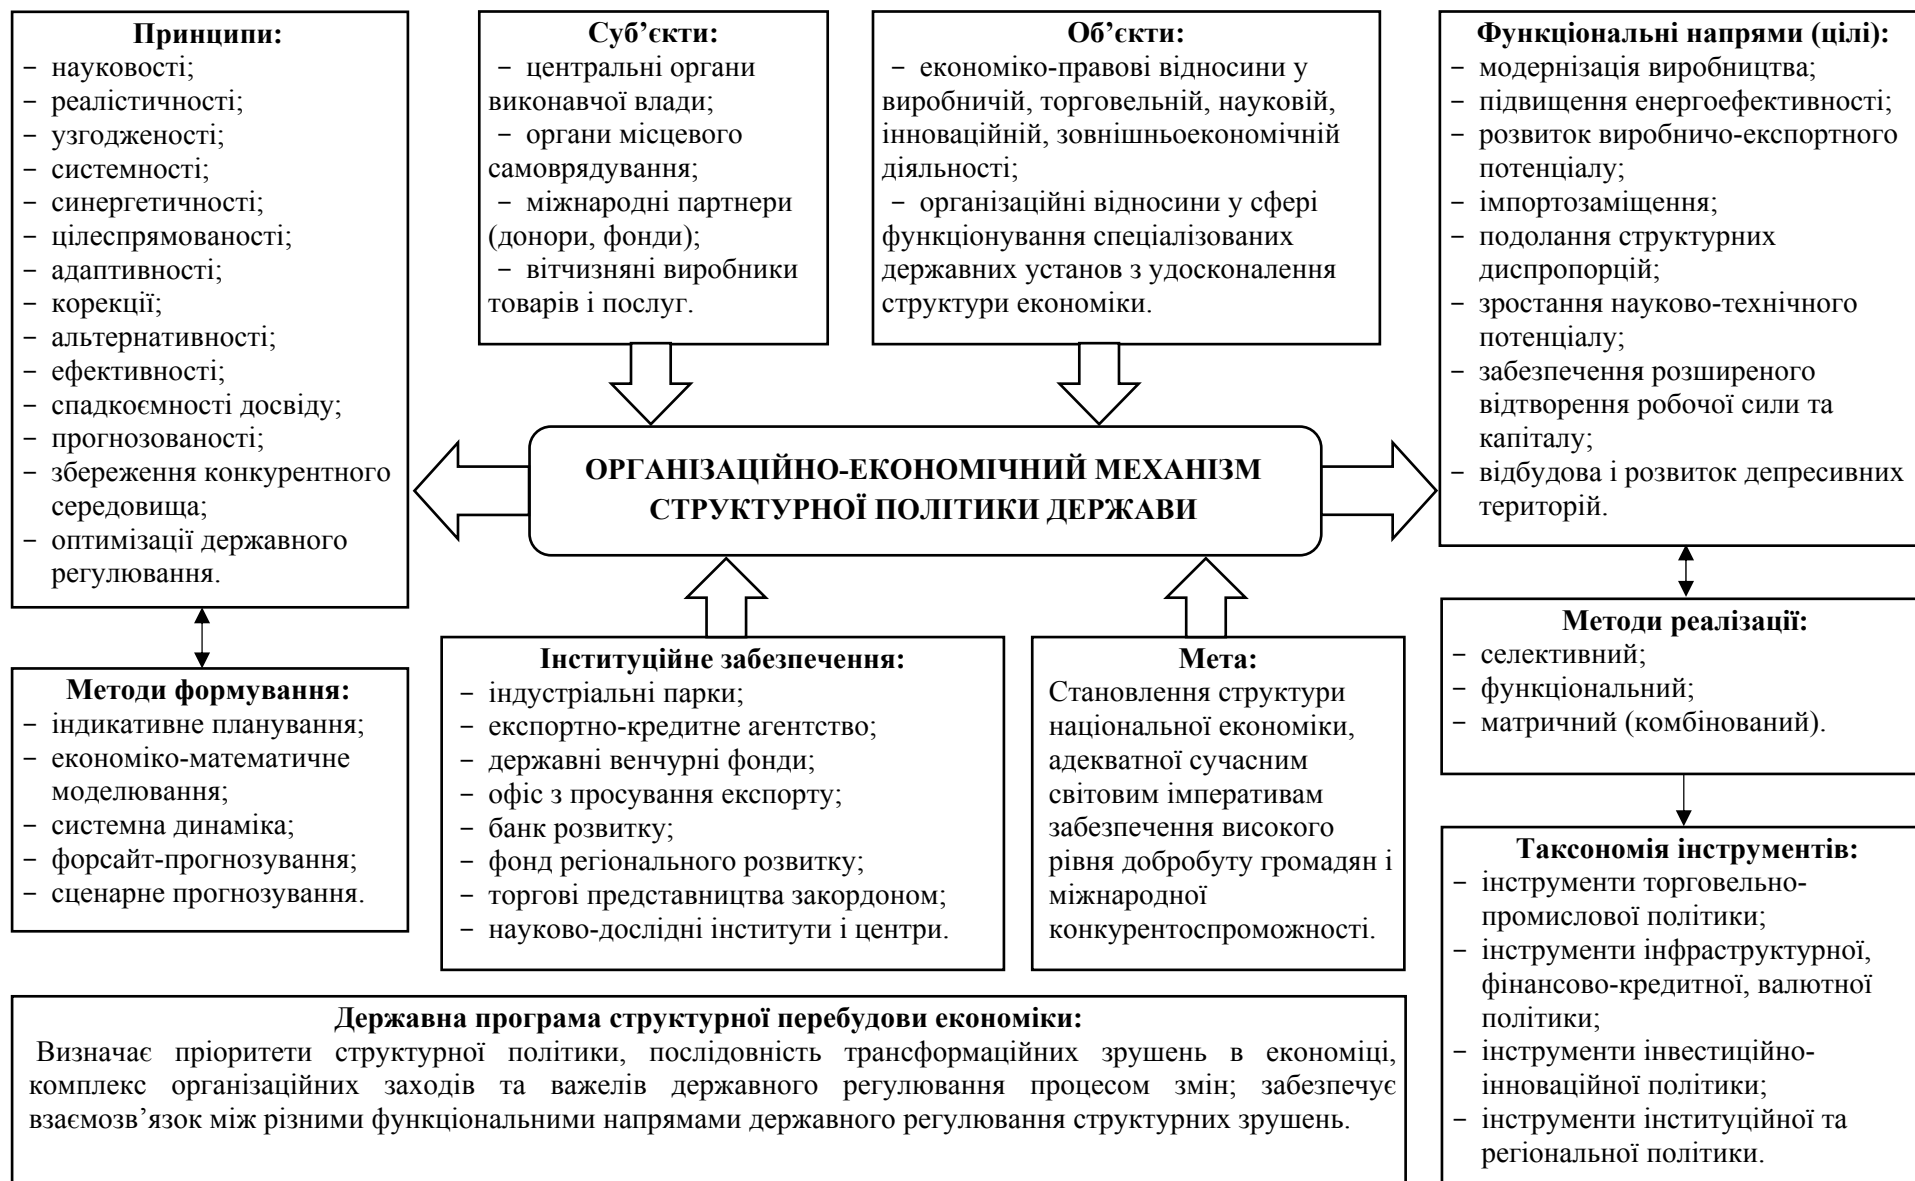 Принципи:
− науковості;
− реалістичності;
− узгодженості;
− системності;
− синергетичності;
− цілеспрямованості;
− адаптивності;
− корекції;
− альтернативності;
− ефективності;
− спадкоємності досвіду;
− прогнозованості;
− збереження конкурентного
середовища;
− оптимізації державного
регулювання.
Суб’єкти:
− центральні органи
виконавчої влади;
− органи місцевого
самоврядування;
− міжнародні партнери
(донори, фонди);
− вітчизняні виробники
товарів і послуг.
Об’єкти:
− економіко-правові відносини у
виробничій, торговельній, науковій,
інноваційній, зовнішньоекономічній
діяльності;
− організаційні відносини у сфері
функціонування спеціалізованих
державних установ з удосконалення
структури економіки.
Функціональні напрями (цілі):
− модернізація виробництва;
− підвищення енергоефективності;
− розвиток виробничо-експортного
потенціалу;
− імпортозаміщення;
− подолання структурних
диспропорцій;
− зростання науково-технічного
потенціалу;
− забезпечення розширеного
відтворення робочої сили та
капіталу;
− відбудова і розвиток депресивних
територій.
ОРГАНІЗАЦІЙНО-ЕКОНОМІЧНИЙ МЕХАНІЗМ
СТРУКТУРНОЇ ПОЛІТИКИ ДЕРЖАВИ
Методи формування:
− індикативне планування;
− економіко-математичне
моделювання;
− системна динаміка;
− форсайт-прогнозування;
− сценарне прогнозування.
Інституційне забезпечення:
− індустріальні парки;
− експортно-кредитне агентство;
− державні венчурні фонди;
− офіс з просування експорту;
− банк розвитку;
− фонд регіонального розвитку;
− торгові представництва закордоном;
− науково-дослідні інститути і центри.
Мета:
Становлення структури
національної економіки,
адекватної сучасним
світовим імперативам
забезпечення високого
рівня добробуту громадян і
міжнародної
конкурентоспроможності.
Методи реалізації:
− селективний;
− функціональний;
− матричний (комбінований).
Таксономія інструментів:
− інструменти торговельно-
промислової політики;
− інструменти інфраструктурної,
фінансово-кредитної, валютної
політики;
− інструменти інвестиційно-
інноваційної політики;
− інструменти інституційної та
регіональної політики.
Державна програма структурної перебудови економіки:
Визначає пріоритети структурної політики, послідовність трансформаційних зрушень в економіці,
комплекс організаційних заходів та важелів державного регулювання процесом змін; забезпечує
взаємозв’язок між різними функціональними напрямами державного регулювання структурних зрушень.